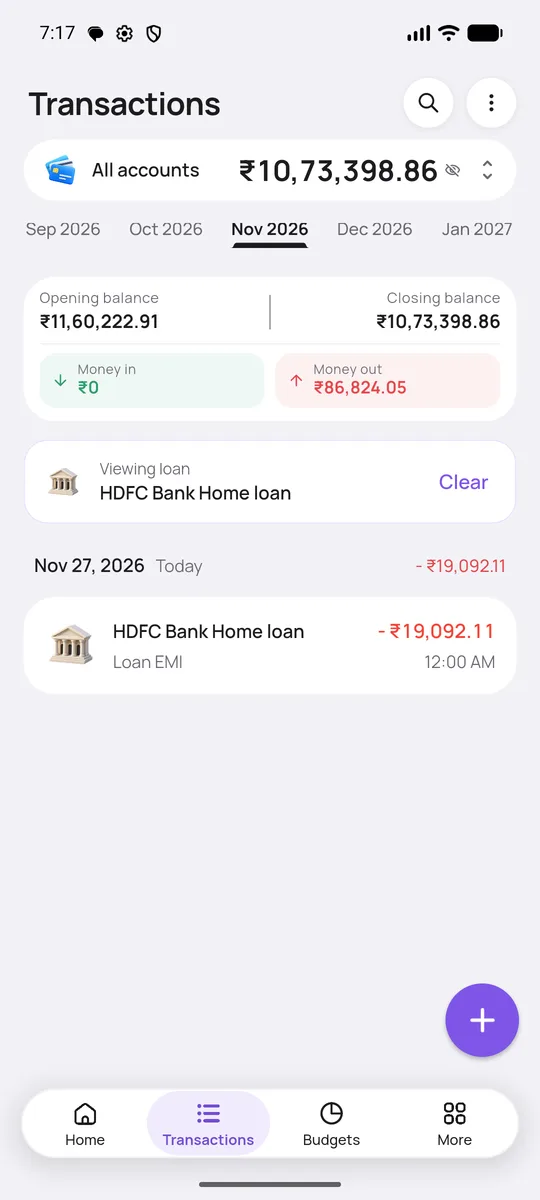 7:17
Transactions
All accounts ₹10,73,398.86
Sep 2026 Oct 2026 Nov 2026 Dec 2026 Jan 2027
Opening balance Closing balance
₹11,60,222.91 ₹10,73,398.86
Money in Money out
₹0 ₹86,824.05
Viewing loan
HDFC Bank Home loan Clear
Nov 27, 2026 Today - ₹19,092.11
HDFC Bank Home loan - ₹19,092.11
Loan EMI 12:00 AM
Home Transactions Budgets More